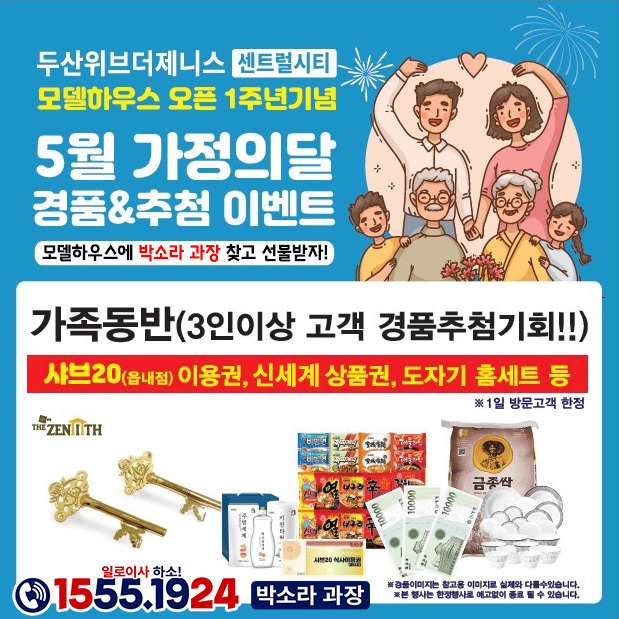 두산위브더제니스 센트럴시티
모델하우스 오픈 1주년기념
5월 가정의달
경품&추첨 이벤트
모델하우스에 박소라 과장 찾고 선물받자!
가족동반(3인이상 고객 경품추첨기회!!)
샤브20(읍내점) 이용권, 신세계 상품권, 도자기 홈세트 등
※1일 방문고객 한정
THE ZENITH
금종쌀
10000
10000
10000
주방세제
샤브20 식사이용권
※경품이미지는 참고용 이미지로 실제와 다를수있습니다.
※본 행사는 한정행사로 예고없이 종료 될 수 있습니다.
일로이사 하소!
1555.1924 박소라 과장